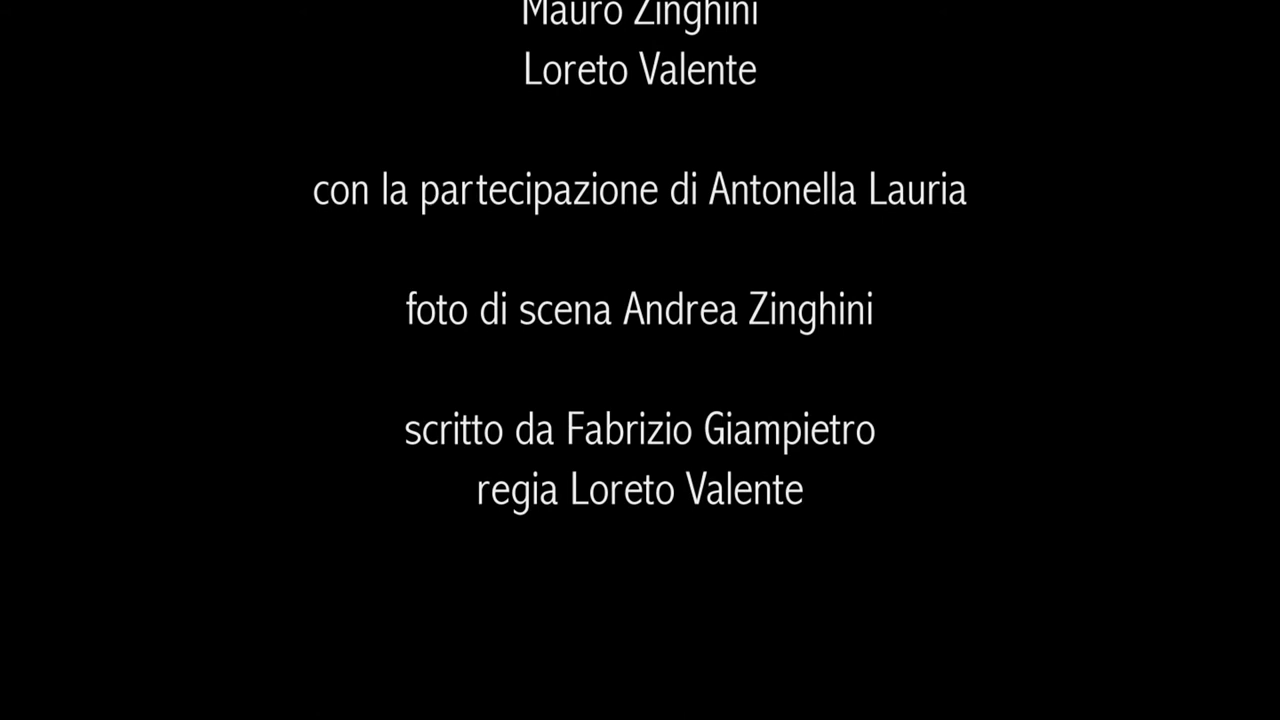 Mauro Zinghini
Loreto Valente
con la partecipazione di Antonella Lauria
foto di scena Andrea Zinghini
scritto da Fabrizio Giampietro
regia Loreto Valente